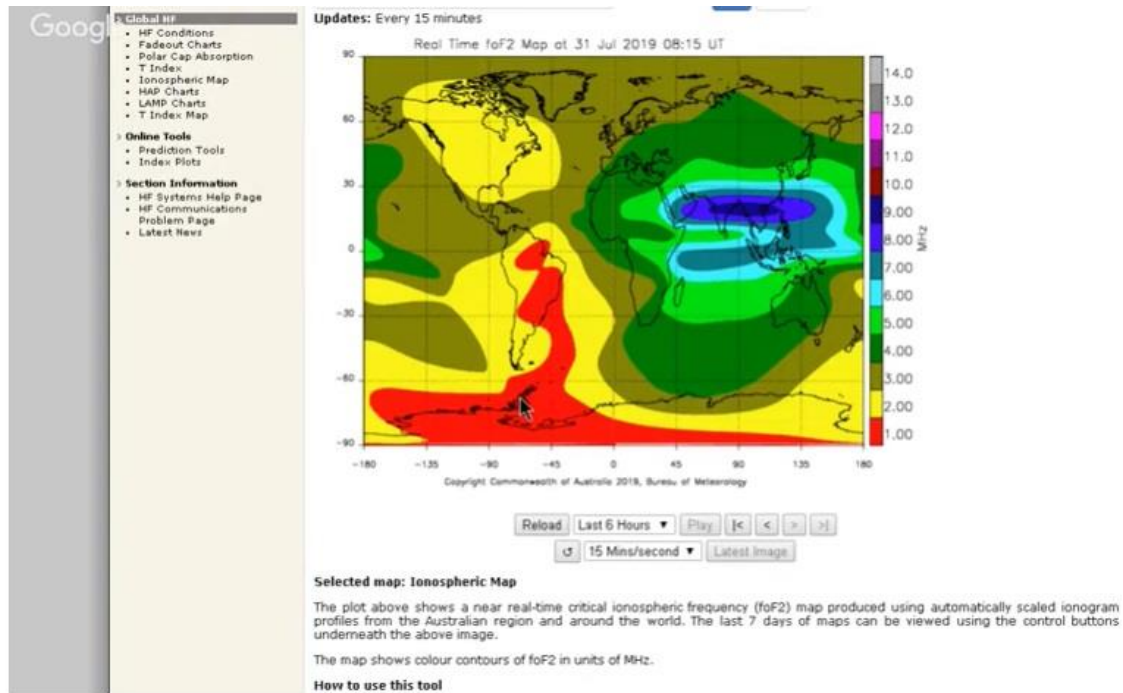 Global HF
Goog
HF Conditions
Fadeout Charts
Polar Cap Absorption
T Index
Ionospheric Map
HAP Charts
LAMP Charts
T Index Map
Online Tools
Prediction Tools
Index Plots
Section Information
HF Systems Help Page
HF Communications
Problem Page
Latest News
Updates: Every 15 minutes
Real Time foF2 Map at 31 Jul 2019 08:15 UT
90
60
30
0
-30
-60
-90
-180 -135 -90 -45 0 45 90 135 180
14.0
13.0
12.0
11.0
10.0
9.00
8.00
7.00
6.00
5.00
4.00
3.00
2.00
1.00
MHz
Copyright Commonwealth of Australia 2019, Bureau of Meteorology
Reload Last 6 Hours ▼ Play |< < > >|
↺ 15 Mins/second ▼ Latest Image
Selected map: Ionospheric Map
The plot above shows a near real-time critical ionospheric frequency (foF2) map produced using automatically scaled ionogram
profiles from the Australian region and around the world. The last 7 days of maps can be viewed using the control buttons
underneath the above image.
The map shows colour contours of foF2 in units of MHz.
How to use this tool